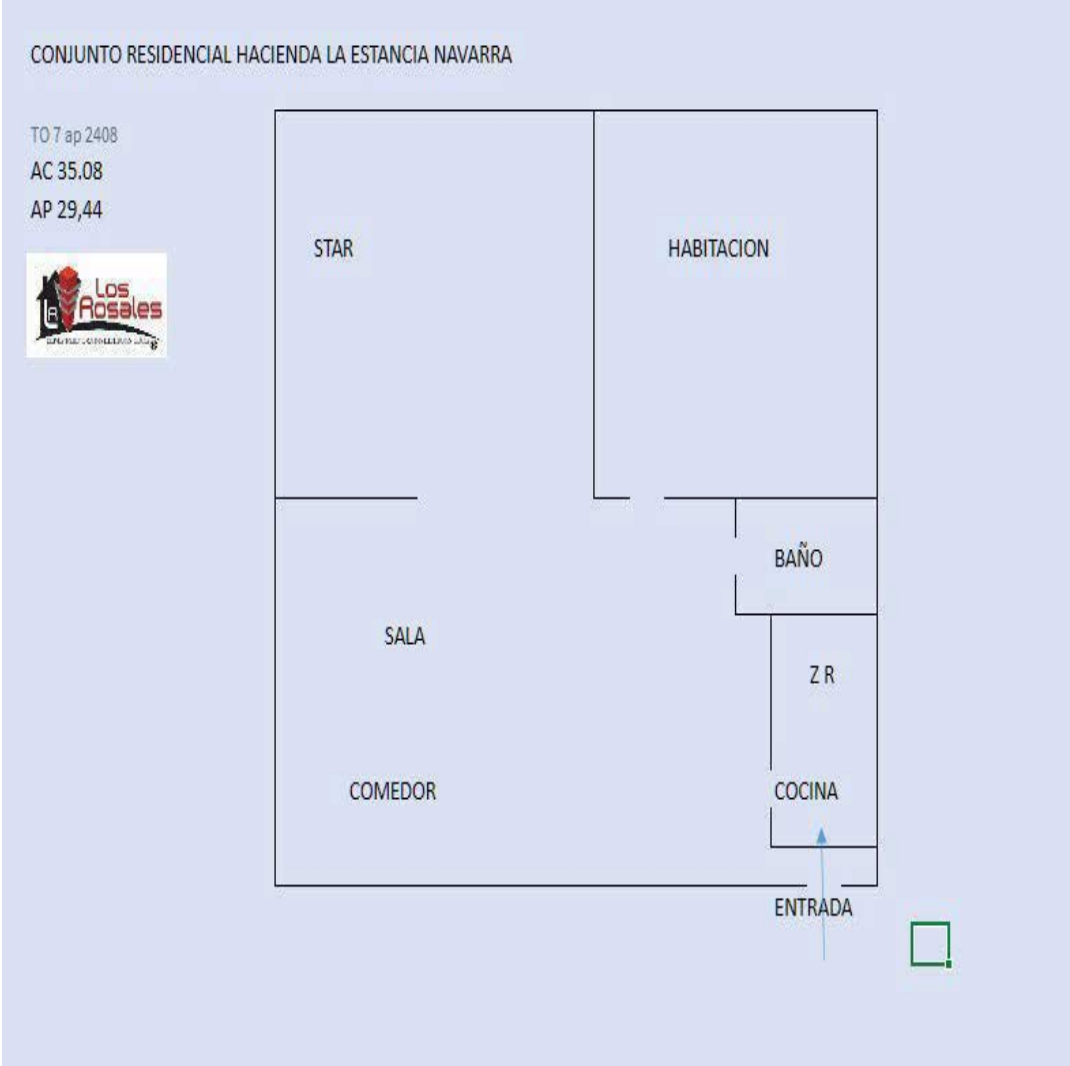 CONJUNTO RESIDENCIAL HACIENDA LA ESTANCIA NAVARRA
TO 7 ap 2408
AC 35.08
AP 29,44
Los
Rosales
STAR
HABITACION
BAÑO
SALA
Z R
COMEDOR
COCINA
ENTRADA